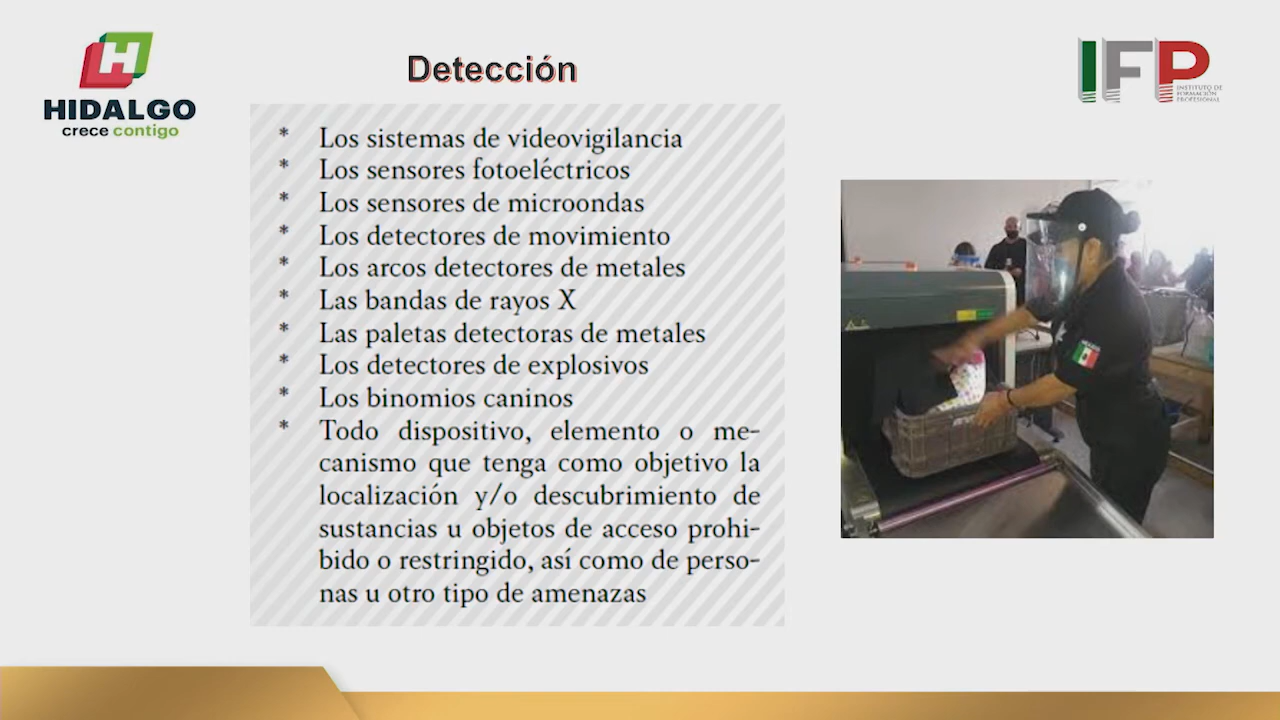 HIDALGO
crece contigo
Detección
IFP
INSTITUTO DE
FORMACIÓN
PROFESIONAL
* Los sistemas de videovigilancia
* Los sensores fotoeléctricos
* Los sensores de microondas
* Los detectores de movimiento
* Los arcos detectores de metales
* Las bandas de rayos X
* Las paletas detectoras de metales
* Los detectores de explosivos
* Los binomios caninos
* Todo dispositivo, elemento o me-
canismo que tenga como objetivo la
localización y/o descubrimiento de
sustancias u objetos de acceso prohi-
bido o restringido, así como de perso-
nas u otro tipo de amenazas